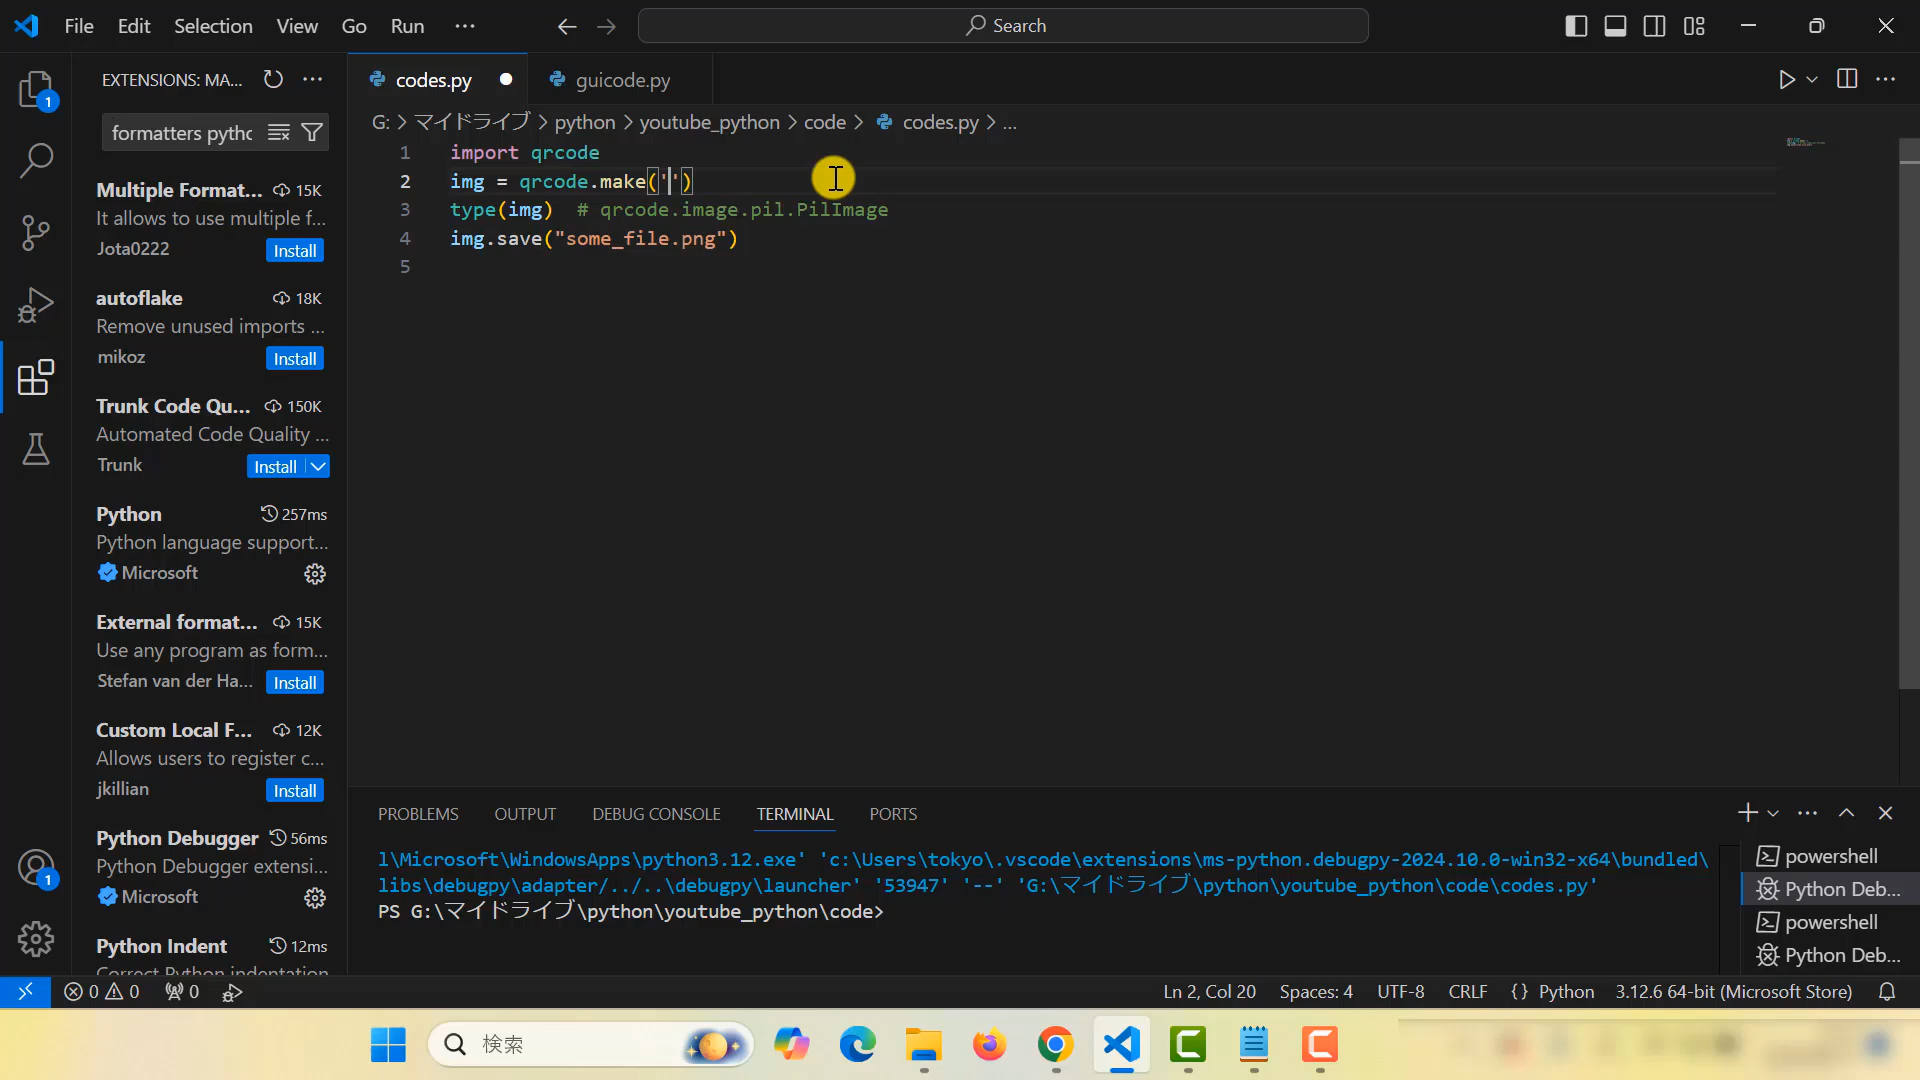 File Edit Selection View Go Run ···
Search
EXTENSIONS: MA...
formatters pythc
Multiple Format... 15K
It allows to use multiple f...
Jota0222 Install
autoflake 18K
Remove unused imports ...
mikoz Install
Trunk Code Qu... 150K
Automated Code Quality ...
Trunk Install
Python 257ms
Python language support...
Microsoft
External format... 15K
Use any program as form...
Stefan van der Ha... Install
Custom Local F... 12K
Allows users to register c...
jkillian Install
Python Debugger 56ms
Python Debugger extensi...
Microsoft
Python Indent 12ms
Correct Python indentation
1
1
codes.py guicode.py
G: > マイドライブ > python > youtube_python > code > codes.py > ...
1 import qrcode
2 img = qrcode.make('')
3 type(img)  # qrcode.image.pil.PilImage
4 img.save("some_file.png")
5
PROBLEMS OUTPUT DEBUG CONSOLE TERMINAL PORTS
l\Microsoft\WindowsApps\python3.12.exe' 'c:\Users\tokyo\.vscode\extensions\ms-python.debugpy-2024.10.0-win32-x64\bundled\
libs\debugpy\adapter/../..\debugpy\launcher' '53947' '--' 'G:\マイドライブ\python\youtube_python\code\codes.py'
PS G:\マイドライブ\python\youtube_python\code>
powershell
Python Deb...
powershell
Python Deb...
0 0 0 Ln 2, Col 20 Spaces: 4 UTF-8 CRLF {} Python 3.12.6 64-bit (Microsoft Store)
検索